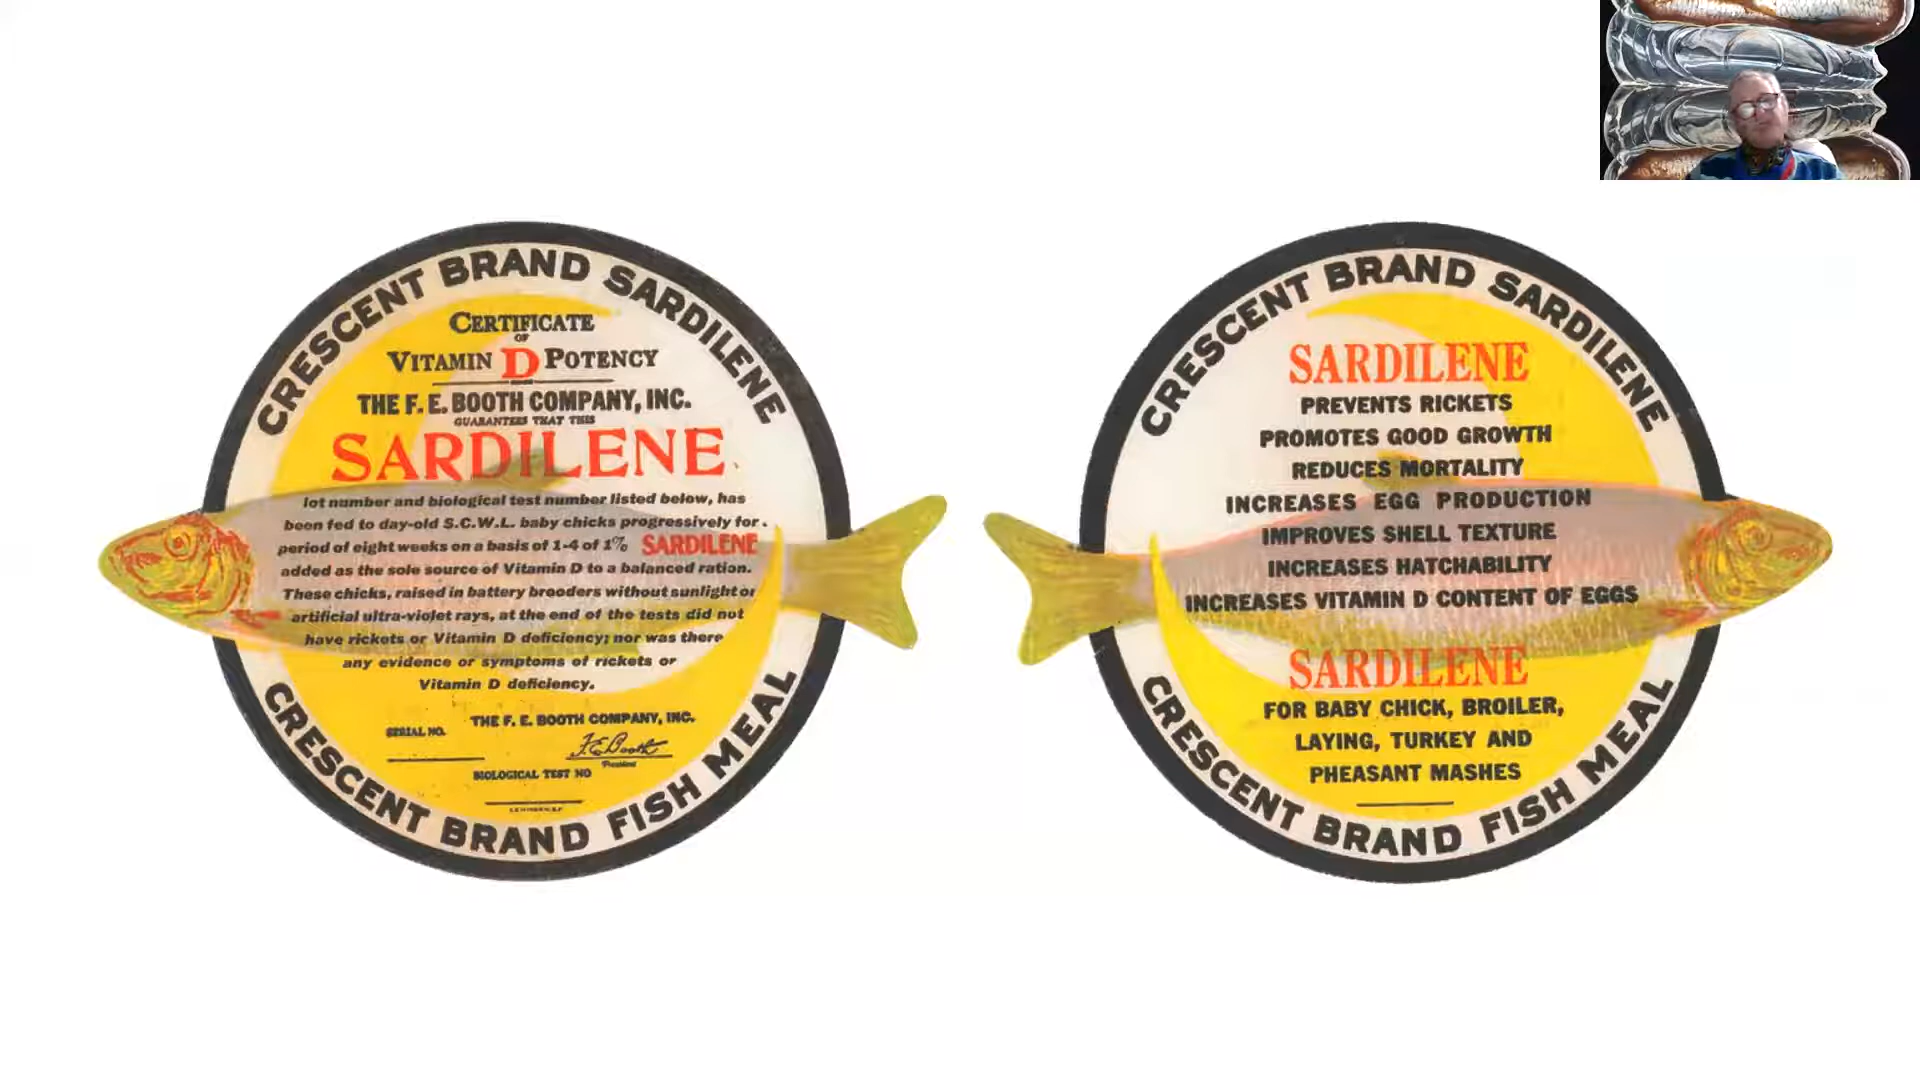 CRESCENT BRAND SARDILENE
CERTIFICATE
OF
VITAMIN D POTENCY
THE F. E. BOOTH COMPANY, INC.
GUARANTEES THAT THIS
SARDILENE
lot number and biological test number listed below, has
been fed to day-old S.C.W.L. baby chicks progressively for
period of eight weeks on a basis of 1-4 of 1% SARDILENE
added as the sole source of Vitamin D to a balanced ration.
These chicks, raised in battery brooders without sunlight or
artificial ultra-violet rays, at the end of the tests did not
have rickets or Vitamin D deficiency; nor was there
any evidence or symptoms of rickets or
Vitamin D deficiency.
THE F. E. BOOTH COMPANY, INC.
SERIAL NO.
F.E. Booth
President
BIOLOGICAL TEST NO
CRESCENT BRAND FISH MEAL
CRESCENT BRAND SARDILENE
SARDILENE
PREVENTS RICKETS
PROMOTES GOOD GROWTH
REDUCES MORTALITY
INCREASES EGG PRODUCTION
IMPROVES SHELL TEXTURE
INCREASES HATCHABILITY
INCREASES VITAMIN D CONTENT OF EGGS
SARDILENE
FOR BABY CHICK, BROILER,
LAYING, TURKEY AND
PHEASANT MASHES
CRESCENT BRAND FISH MEAL